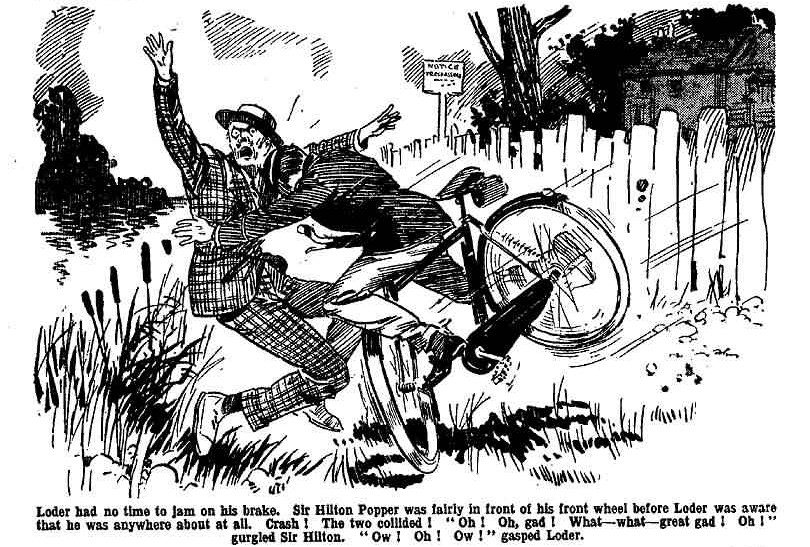 NOTICE
TRESPASSERS
Loder had no time to jam on his brake. Sir Hilton Popper was fairly in front of his front wheel before Loder was aware
that he was anywhere about at all. Crash ! The two collided ! " Oh ! Oh, gad ! What—what—great gad ! Oh ! "
gurgled Sir Hilton. " Ow ! Oh ! Ow ! " gasped Loder.